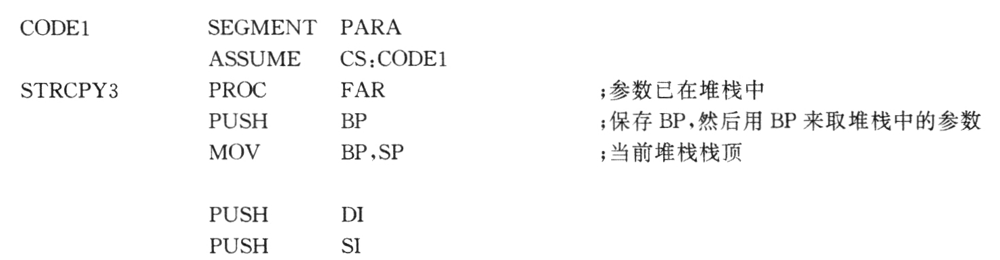 CODE1 SEGMENT PARA
ASSUME CS:CODE1
STRCPY3 PROC FAR ;参数已在堆栈中
PUSH BP ;保存 BP,然后用 BP 来取堆栈中的参数
MOV BP,SP ;当前堆栈栈顶
PUSH DI
PUSH SI